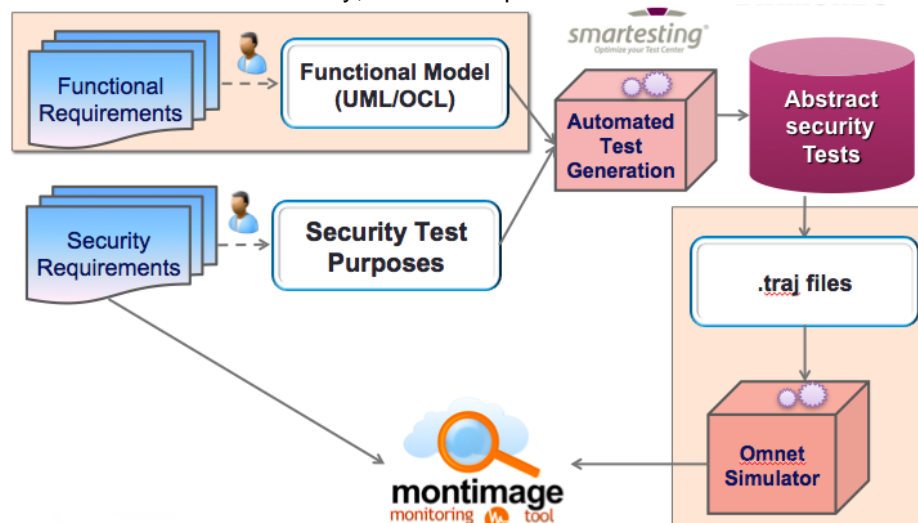 smartesting®
Optimize your Test Center
Functional
Requirements
Functional Model
(UML/OCL)
Automated
Test
Generation
Abstract
security
Tests
Security
Requirements
Security Test
Purposes
.traj files
Omnet
Simulator
montimage
monitoring tool